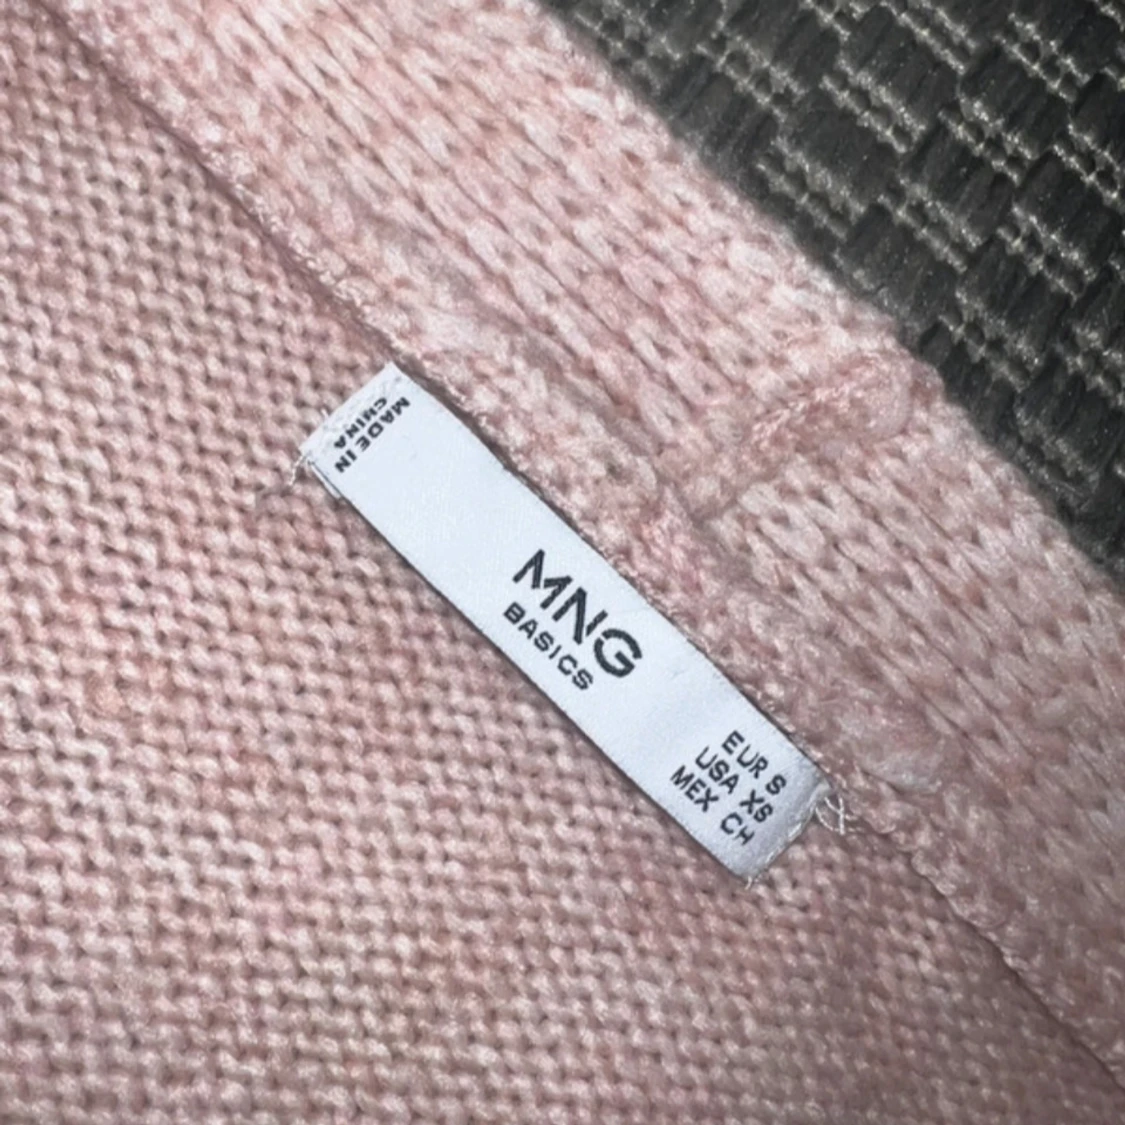 MADE IN
CHINA
MNG
BASICS
EUR S
USA XS
MEX CH